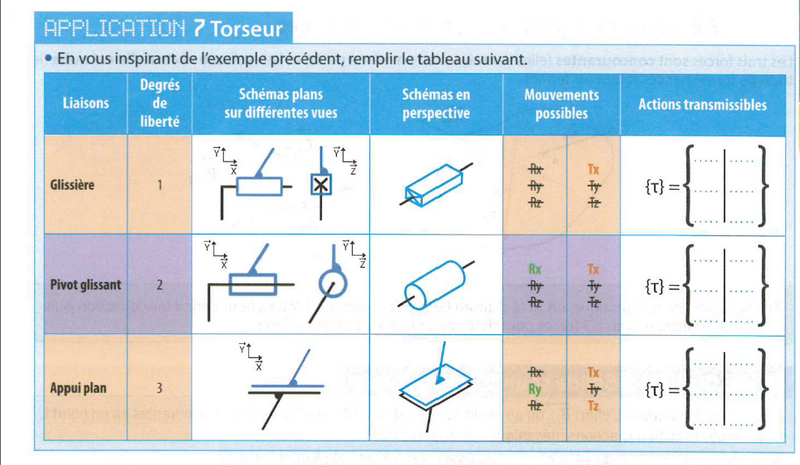 APPLICATION 7 Torseur
• En vous inspirant de l'exemple précédent, remplir le tableau suivant.
Liaisons
Degrés
de
liberté
Schémas plans
sur différentes vues
Schémas en
perspective
Mouvements
possibles
Actions transmissibles
Glissière
1
Y
X
Y
Z
Rx
Ry
Rz
Tx
Ty
Tz
{τ} =
Pivot glissant
2
Y
X
Y
Z
Rx
Ry
Rz
Tx
Ty
Tz
{τ} =
Appui plan
3
Y
X
Rx
Ry
Rz
Tx
Ty
Tz
{τ} =